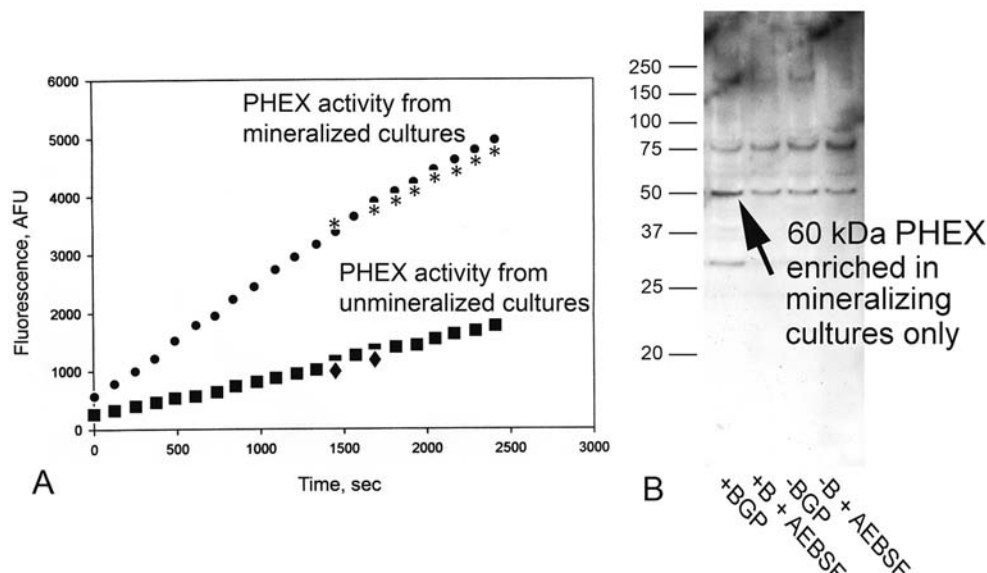 6000
5000
4000
3000
2000
1000
0
Fluorescence, AFU
PHEX activity from
mineralized cultures
PHEX activity from
unmineralized cultures
0 500 1000 1500 2000 2500 3000
Time, sec
A
250
150
100
75
50
37
25
20
60 kDa PHEX
enriched in
mineralizing
cultures only
B
+BGP
+B + AEBSF
-BGP
-B + AEBSF